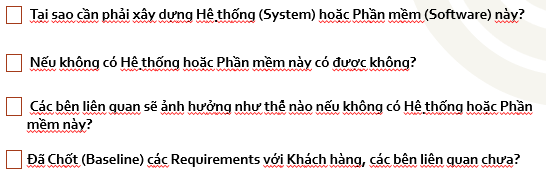 Tại sao cần phải xây dựng Hệ thống (System) hoặc Phần mềm (Software) này?
Nếu không có Hệ thống hoặc Phần mềm này có được không?
Các bên liên quan sẽ ảnh hưởng như thế nào nếu không có Hệ thống hoặc Phần
mềm này?
Đã Chốt (Baseline) các Requirements với Khách hàng, các bên liên quan chưa?